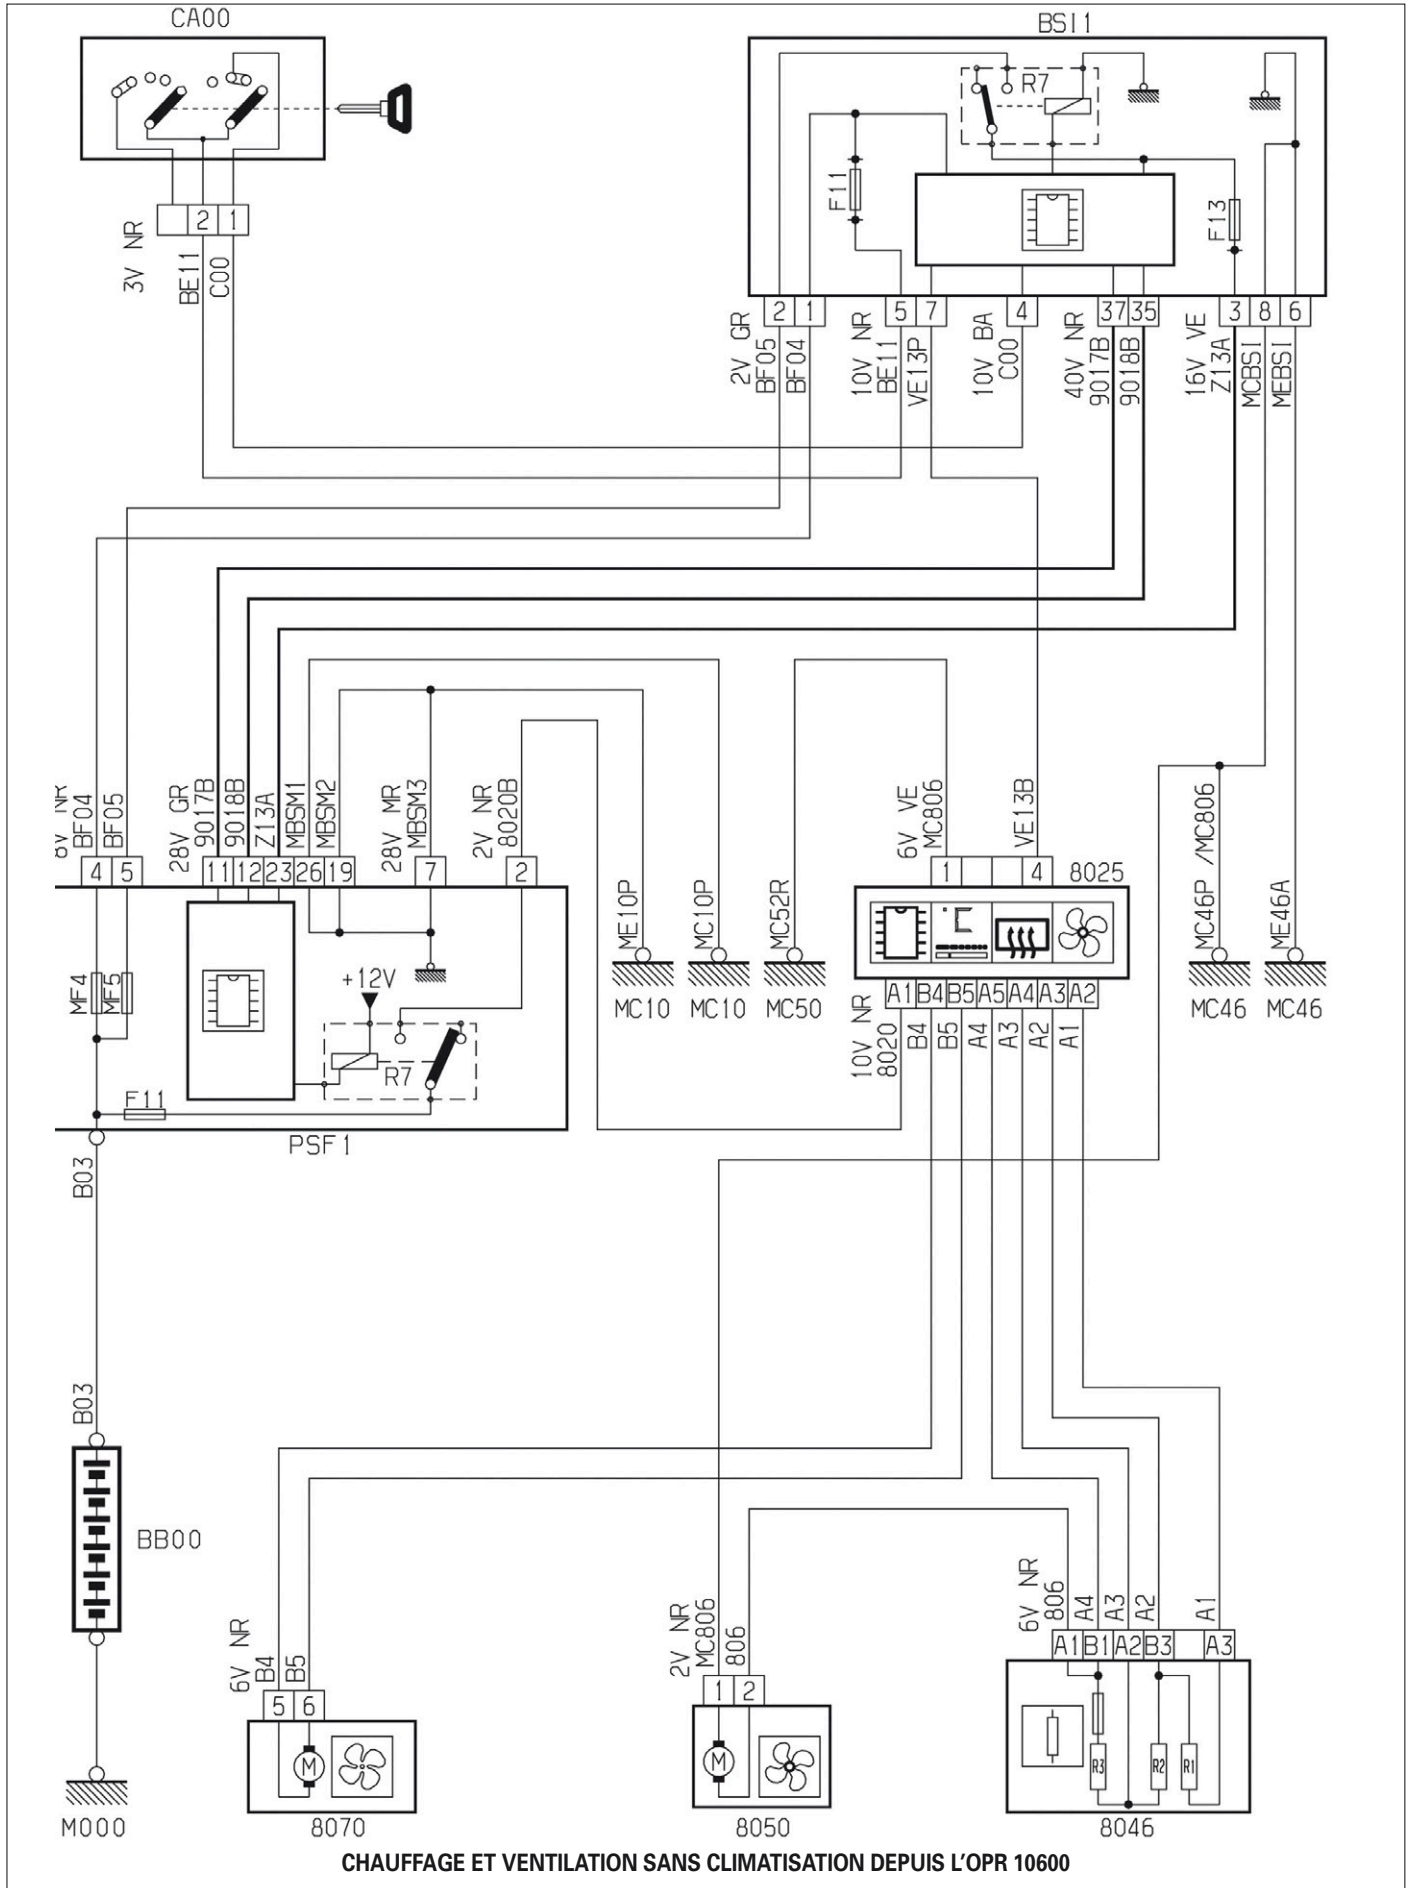 CA00
BSI1
R7
F11
F13
2 1
3V NR
BE11
C00
2 1 5 7 4 37 35 3 8 6
2V GR
BF05
BF04
10V NR
BE11
VE13P
10V BA
C00
40V NR
9017B
9018B
16V VE
Z13A
MCBSI
MEBSI
8V NR
BF04
BF05
28V GR
9017B
9018B
Z13A
MBSM1
MBSM2
28V MR
MBSM3
2V NR
8020B
6V VE
MC806
VE13B
MC46P /MC806
ME46A
4 5 11 12 23 26 19 7 2
1 4 8025
ME10P
MC10P
MC52R
MC10 MC10 MC50 MC46 MC46
°C
MF4
MF5
+12V
R7
F11
PSF1
A1 B4 B5 A5 A4 A3 A2
10V NR
8020
B4
B5
A4
A3
A2
A1
B03
B03
BB00
M000
6V NR
B4
B5
5 6
M
8070
2V NR
MC806
806
1 2
M
8050
6V NR
806
A4
A3
A2
A1
A1 B1 A2 B3 A3
R3 R2 R1
8046
CHAUFFAGE ET VENTILATION SANS CLIMATISATION DEPUIS L'OPR 10600